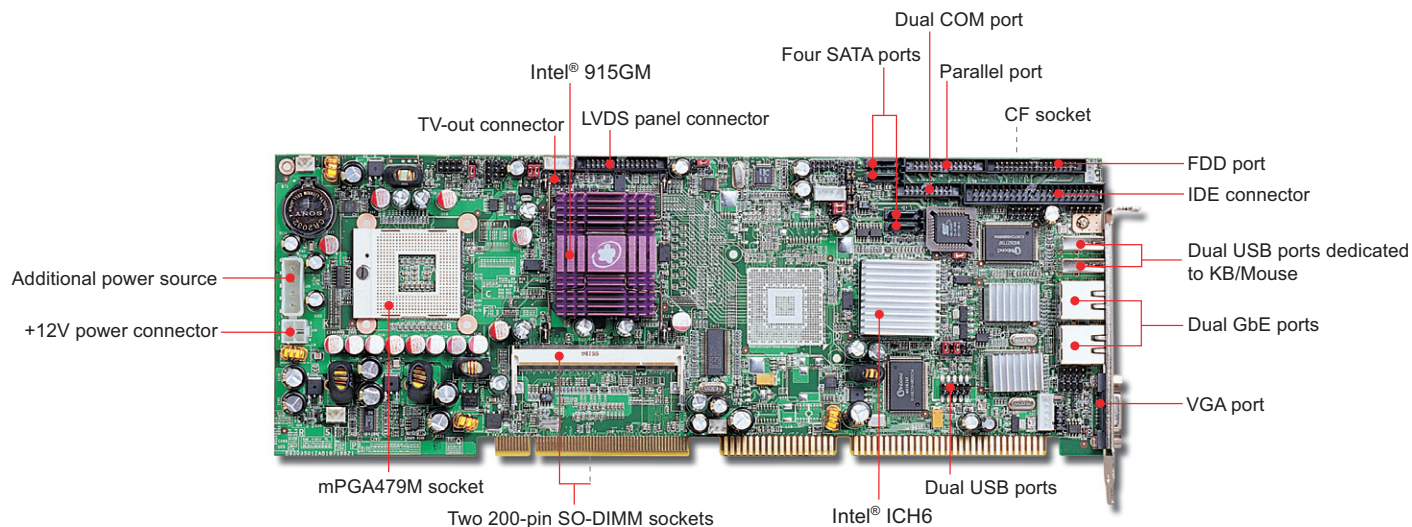 Dual COM port
Four SATA ports
Intel® 915GM
Parallel port
TV-out connector
LVDS panel connector
CF socket
FDD port
IDE connector
Dual USB ports dedicated
to KB/Mouse
Additional power source
+12V power connector
Dual GbE ports
VGA port
mPGA479M socket
Dual USB ports
Two 200-pin SO-DIMM sockets
Intel® ICH6
SONY